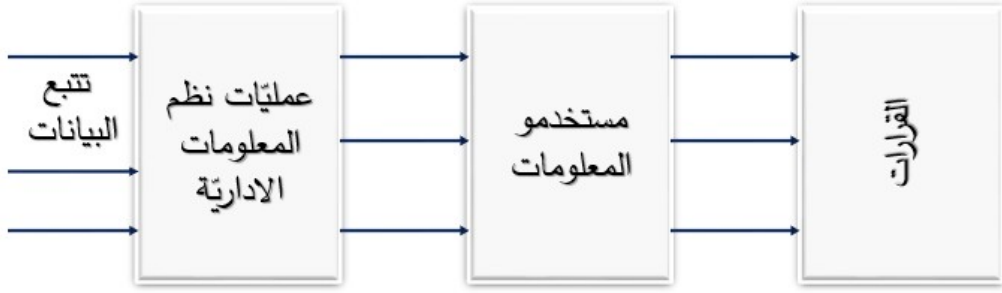 تتبع
البيانات
عمليّات نظم
المعلومات
الاداريّة
مستخدمو
المعلومات
القرارات